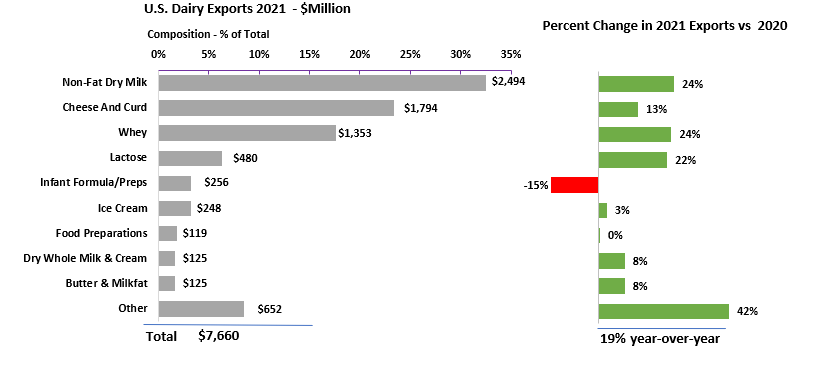 U.S. Dairy Exports 2021 - $Million
Percent Change in 2021 Exports vs 2020
Composition - % of Total
0% 5% 10% 15% 20% 25% 30% 35%
Non-Fat Dry Milk $2,494 24%
Cheese And Curd $1,794 13%
Whey $1,353 24%
Lactose $480 22%
Infant Formula/Preps $256 -15%
Ice Cream $248 3%
Food Preparations $119 0%
Dry Whole Milk & Cream $125 8%
Butter & Milkfat $125 8%
Other $652 42%
Total $7,660 19% year-over-year